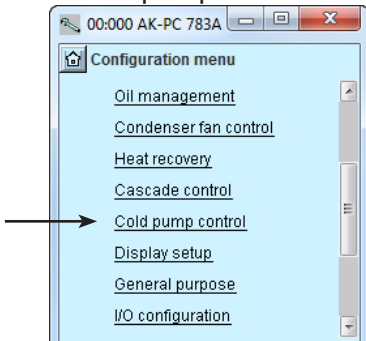 00:000 AK-PC 783A
Configuration menu
Oil management
Condenser fan control
Heat recovery
Cascade control
Cold pump control
Display setup
General purpose
I/O configuration